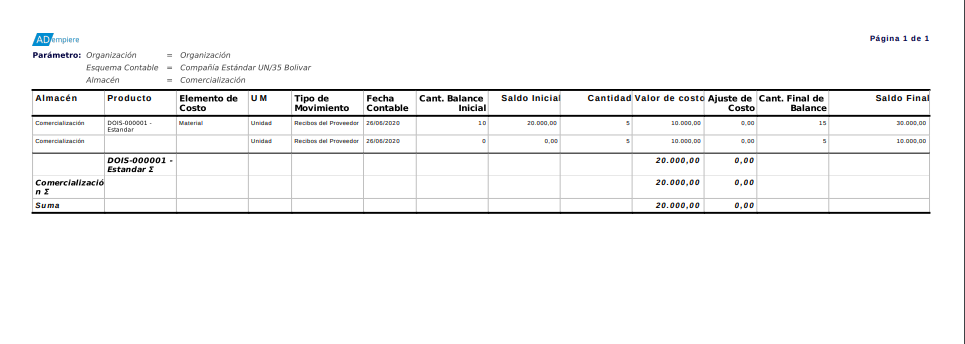 ADempiere
Página 1 de 1
Parámetro: Organización = Organización
Esquema Contable = Compañía Estándar UN/35 Bolivar
Almacén = Comercialización
Almacén Producto Elemento de Costo UM Tipo de Movimiento Fecha Contable Cant. Balance Inicial Saldo Inicial Cantidad Valor de costo Ajuste de Costo Cant. Final de Balance Saldo Final
Comercialización DOIS-000001 - Estandar Material Unidad Recibos del Proveedor 26/06/2020 10 20.000,00 5 10.000,00 0,00 15 30.000,00
Comercialización Unidad Recibos del Proveedor 26/06/2020 0 0,00 5 10.000,00 0,00 5 10.000,00
DOIS-000001 - Estandar Σ 20.000,00 0,00
Comercialización Σ 20.000,00 0,00
Suma 20.000,00 0,00